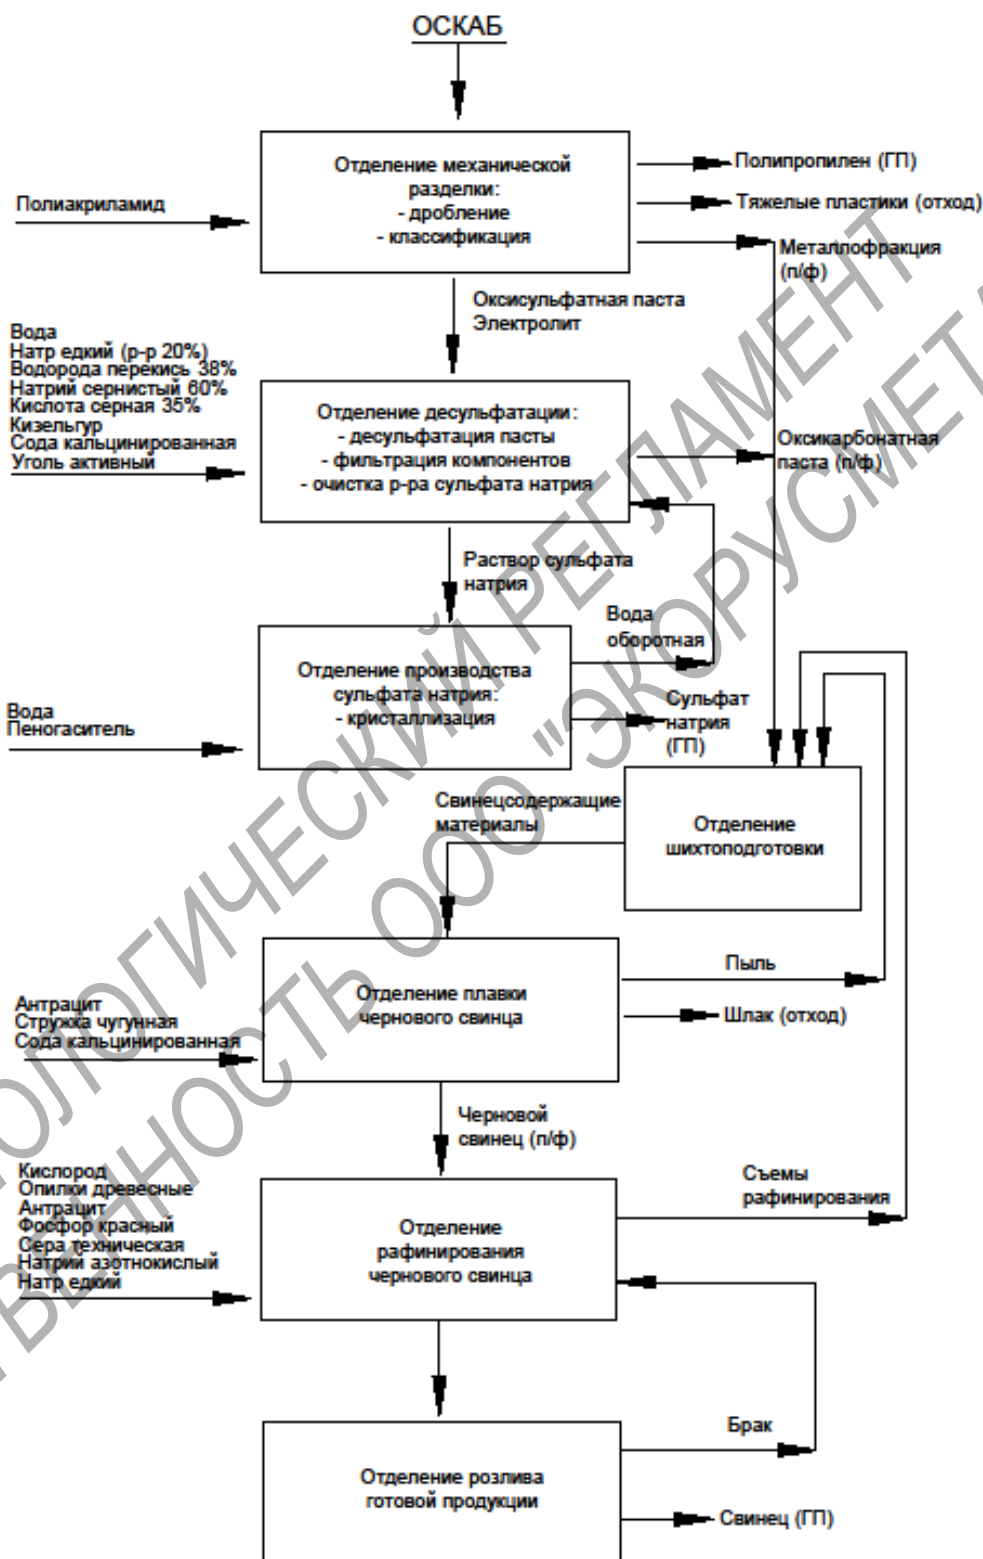 ОСКАБ
Отделение механической
разделки:
- дробление
- классификация
Полиакриламид
Полипропилен (ГП)
Тяжелые пластики (отход)
Металлофракция
(п/ф)
Оксисульфатная паста
Электролит
Вода
Натр едкий (р-р 20%)
Водорода перекись 38%
Натрий сернистый 60%
Кислота серная 35%
Кизельгур
Сода кальцинированная
Уголь активный
Отделение десульфатации:
- десульфатация пасты
- фильтрация компонентов
- очистка р-ра сульфата натрия
Оксикарбонатная
паста (п/ф)
Раствор сульфата
натрия
Вода
оборотная
Отделение производства
сульфата натрия:
- кристаллизация
Вода
Пеногаситель
Сульфат
натрия
(ГП)
Свинецсодержащие
материалы
Отделение
шихтоподготовки
Отделение плавки
чернового свинца
Пыль
Шлак (отход)
Антрацит
Стружка чугунная
Сода кальцинированная
Черновой
свинец (п/ф)
Кислород
Опилки древесные
Антрацит
Фосфор красный
Сера техническая
Натрий азотнокислый
Натр едкий
Отделение
рафинирования
чернового свинца
Съемы
рафинирования
Брак
Отделение розлива
готовой продукции
Свинец (ГП)
РЕГЛАМЕНТ
ООО "ЭКОРУСМЕТ